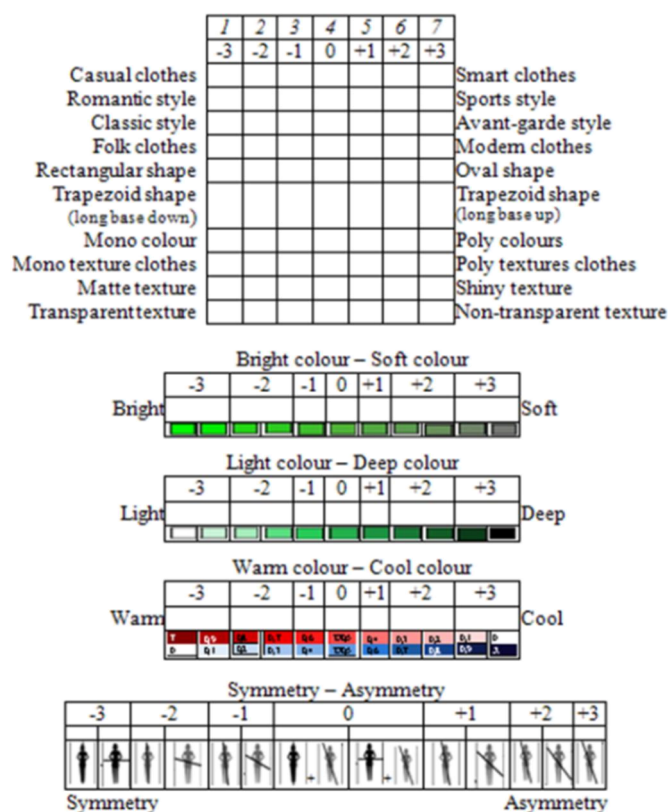 1 2 3 4 5 6 7
-3 -2 -1 0 +1 +2 +3
Casual clothes Smart clothes
Romantic style Sports style
Classic style Avant-garde style
Folk clothes Modern clothes
Rectangular shape Oval shape
Trapezoid shape Trapezoid shape
(long base down) (long base up)
Mono colour Poly colours
Mono texture clothes Poly textures clothes
Matte texture Shiny texture
Transparent texture Non-transparent texture
Bright colour – Soft colour
-3 -2 -1 0 +1 +2 +3
Bright Soft
Light colour – Deep colour
-3 -2 -1 0 +1 +2 +3
Light Deep
Warm colour – Cool colour
-3 -2 -1 0 +1 +2 +3
Warm Cool
Symmetry – Asymmetry
-3 -2 -1 0 +1 +2 +3
+ +
Symmetry Asymmetry